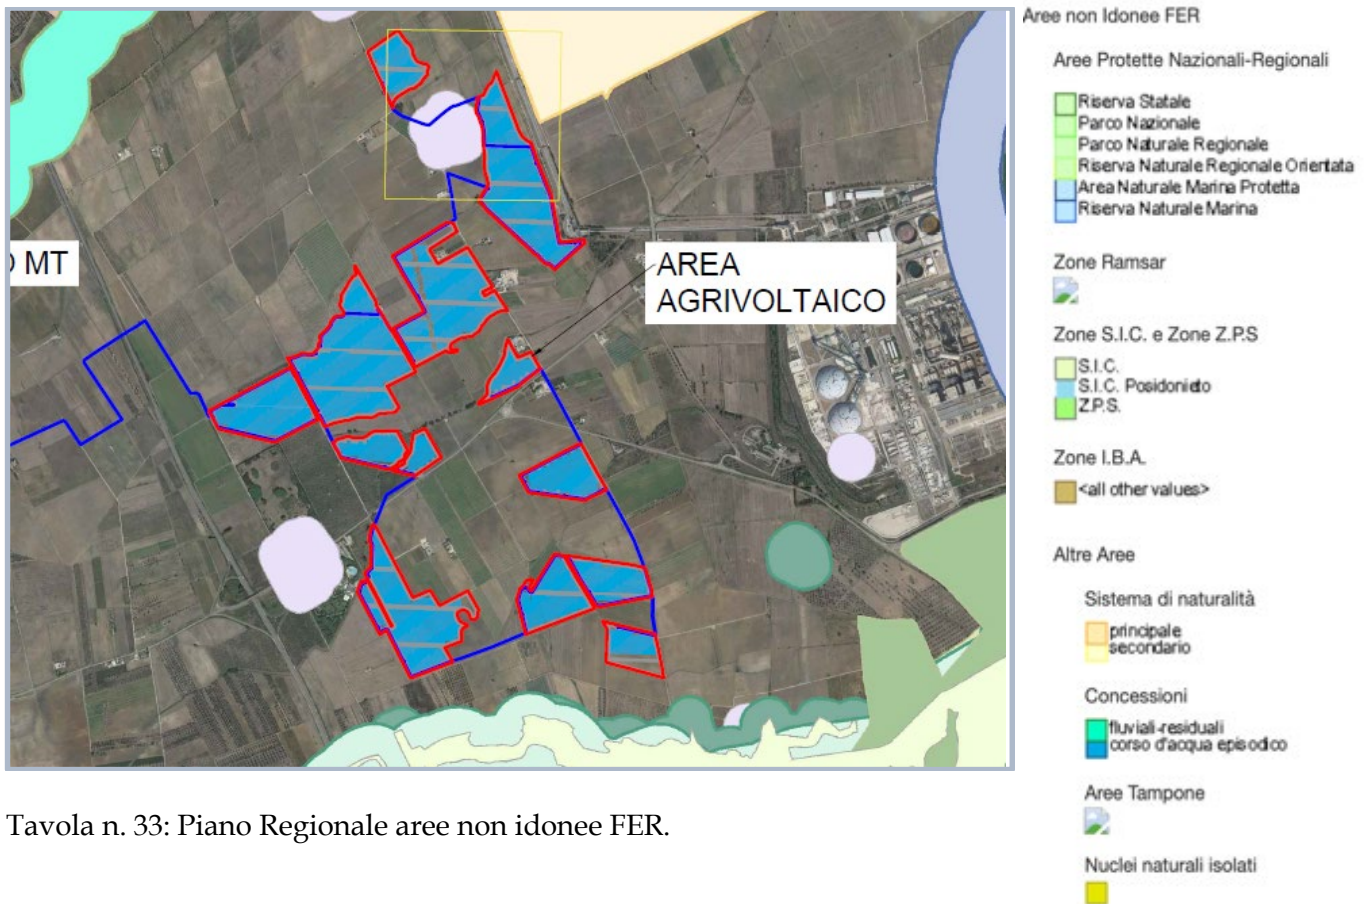 ) MT
AREA
AGRIVOLTAICO
Aree non Idonee FER
Aree Protette Nazionali-Regionali
Riserva Statale
Parco Nazionale
Parco Naturale Regionale
Riserva Naturale Regionale Orientata
Area Naturale Marina Protetta
Riserva Naturale Marina
Zone Ramsar
Zone S.I.C. e Zone Z.P.S
S.I.C.
S.I.C. Posidonieto
Z.P.S.
Zone I.B.A.
<all other values>
Altre Aree
Sistema di naturalità
principale
secondario
Concessioni
fluviali-residuali
corso d'acqua episodico
Aree Tampone
Nuclei naturali isolati
Tavola n. 33: Piano Regionale aree non idonee FER.